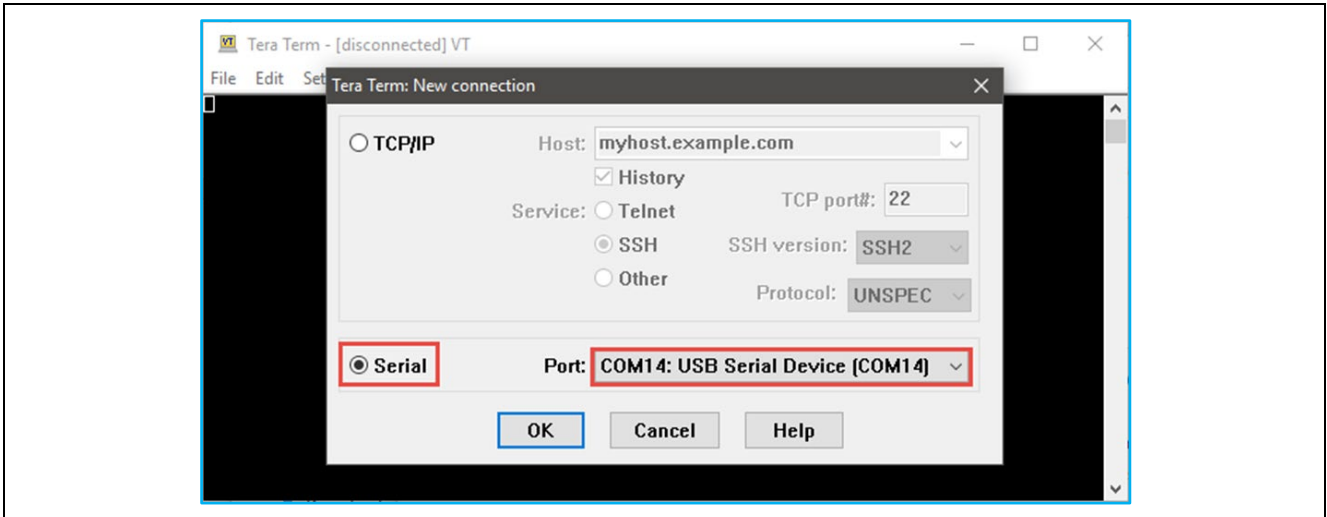 VT Tera Term - [disconnected] VT
File Edit Set
Tera Term: New connection
TCP/IP Host: myhost.example.com
History
Service: Telnet TCP port#: 22
SSH SSH version: SSH2
Other Protocol: UNSPEC
Serial Port: COM14: USB Serial Device (COM14)
OK Cancel Help